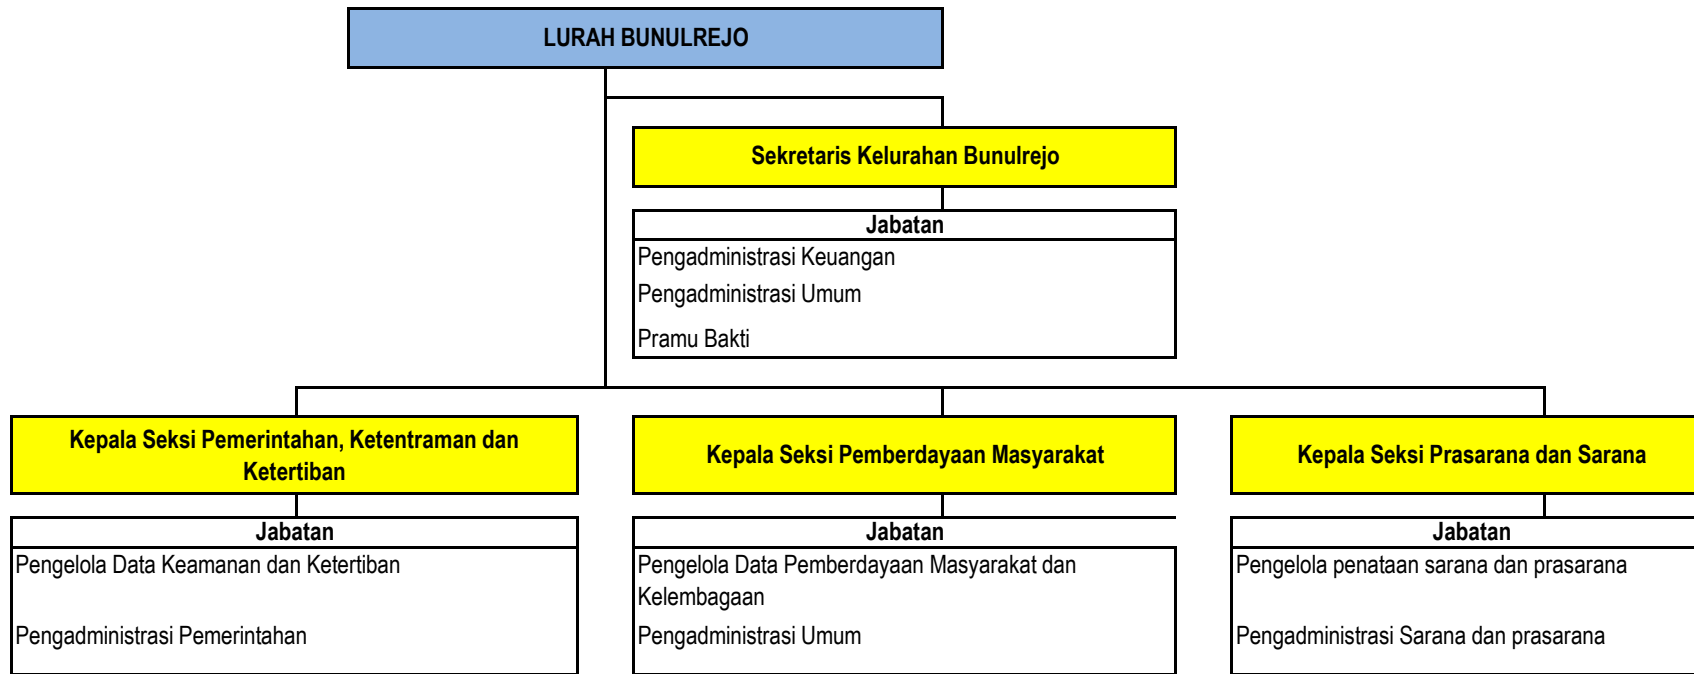 LURAH BUNULREJO
Sekretaris Kelurahan Bunulrejo
Jabatan
Pengadministrasi Keuangan
Pengadministrasi Umum
Pramu Bakti
Kepala Seksi Pemerintahan, Ketentraman dan
Ketertiban
Jabatan
Pengelola Data Keamanan dan Ketertiban
Pengadministrasi Pemerintahan
Kepala Seksi Pemberdayaan Masyarakat
Jabatan
Pengelola Data Pemberdayaan Masyarakat dan
Kelembagaan
Pengadministrasi Umum
Kepala Seksi Prasarana dan Sarana
Jabatan
Pengelola penataan sarana dan prasarana
Pengadministrasi Sarana dan prasarana